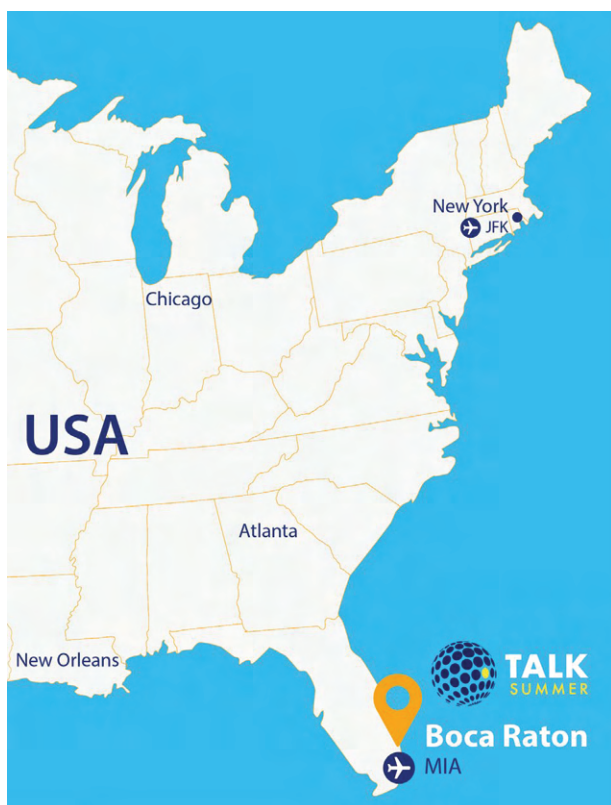 New York
JFK
Chicago
USA
Atlanta
New Orleans
TALK
SUMMER
Boca Raton
MIA